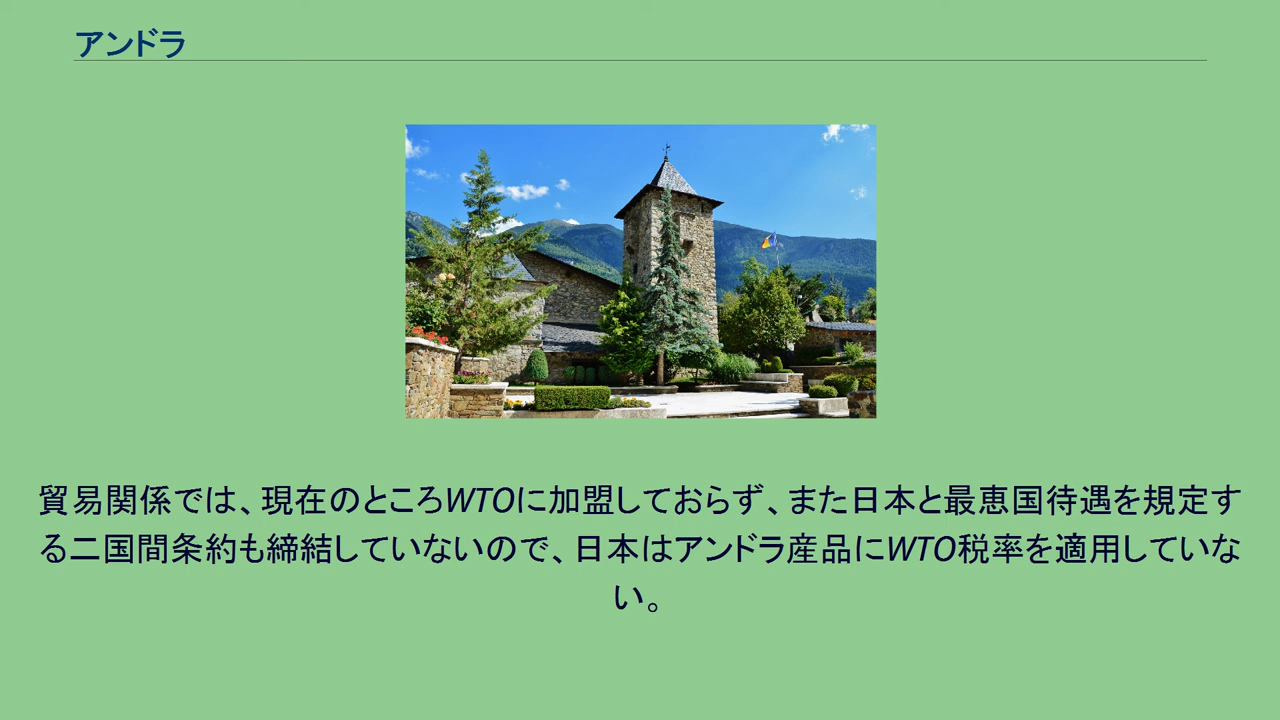 アンドラ
貿易関係では、現在のところWTOに加盟しておらず、また日本と最恵国待遇を規定す
る二国間条約も締結していないので、日本はアンドラ産品にWTO税率を適用していな
い。